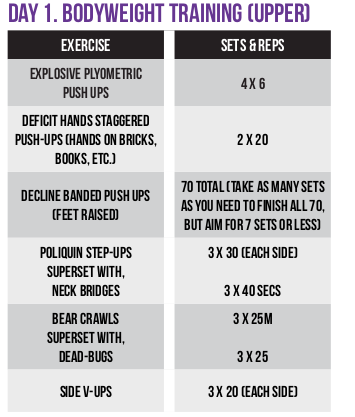 DAY 1. BODYWEIGHT TRAINING (UPPER)
EXERCISE
SETS & REPS
EXPLOSIVE PLYOMETRIC
PUSH UPS
4 X 6
DEFICIT HANDS STAGGERED
PUSH-UPS (HANDS ON BRICKS,
BOOKS, ETC.)
2 X 20
DECLINE BANDED PUSH UPS
(FEET RAISED)
70 TOTAL (TAKE AS MANY SETS
AS YOU NEED TO FINISH ALL 70,
BUT AIM FOR 7 SETS OR LESS)
POLIQUIN STEP-UPS
SUPERSET WITH,
NECK BRIDGES
3 X 30 (EACH SIDE)
3 X 40 SECS
BEAR CRAWLS
SUPERSET WITH,
DEAD-BUGS
3 X 25M
3 X 25
SIDE V-UPS
3 X 20 (EACH SIDE)